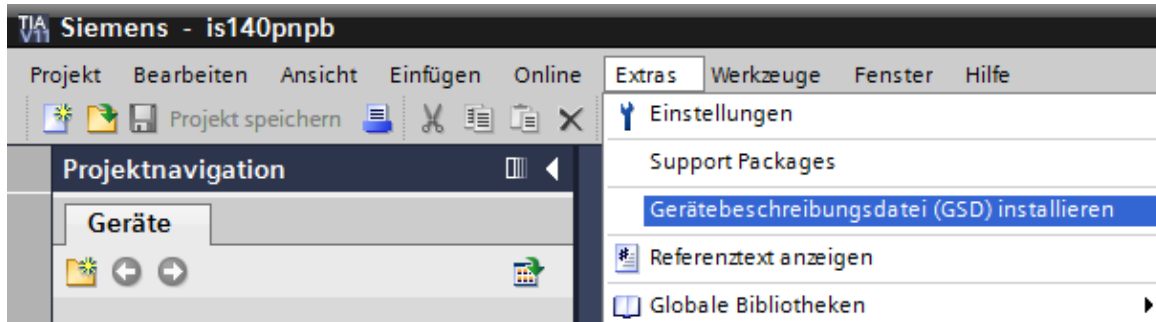 TIA V11 Siemens - is140pnpb
Projekt Bearbeiten Ansicht Einfügen Online Extras Werkzeuge Fenster Hilfe
Projekt speichern
Einstellungen
Support Packages
Projektnavigation
Gerätebeschreibungsdatei (GSD) installieren
Geräte
Referenztext anzeigen
Globale Bibliotheken